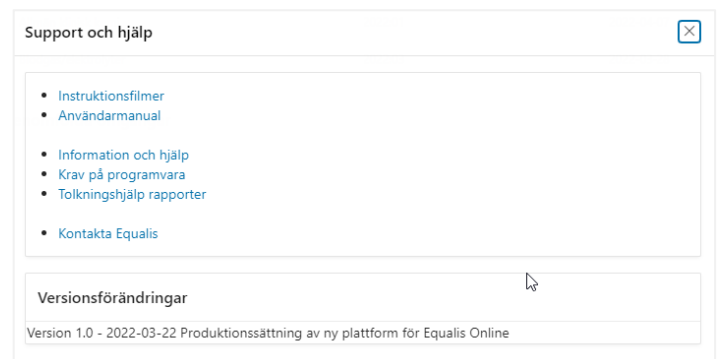 Support och hjälp
Instruktionsfilmer
Användarmanual
Information och hjälp
Krav på programvara
Tolkningshjälp rapporter
Kontakta Equalis
Versionsförändringar
Version 1.0 - 2022-03-22 Produktionssättning av ny plattform för Equalis Online